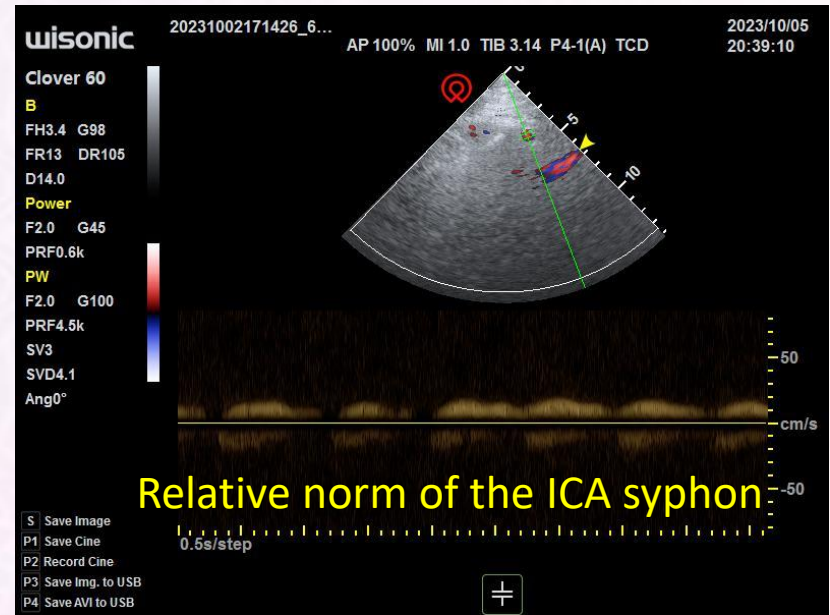 wisonic
20231002171426_6...
AP 100% MI 1.0 TIB 3.14 P4-1(A) TCD
2023/10/05
20:39:10
Clover 60
B
FH3.4 G98
FR13 DR105
D14.0
Power
F2.0 G45
PRF0.6k
PW
F2.0 G100
PRF4.5k
SV3
SVD4.1
Ang0°
0
5
10
50
cm/s
-50
Relative norm of the ICA syphon
0.5s/step
S Save Image
P1 Save Cine
P2 Record Cine
P3 Save Img. to USB
P4 Save AVI to USB